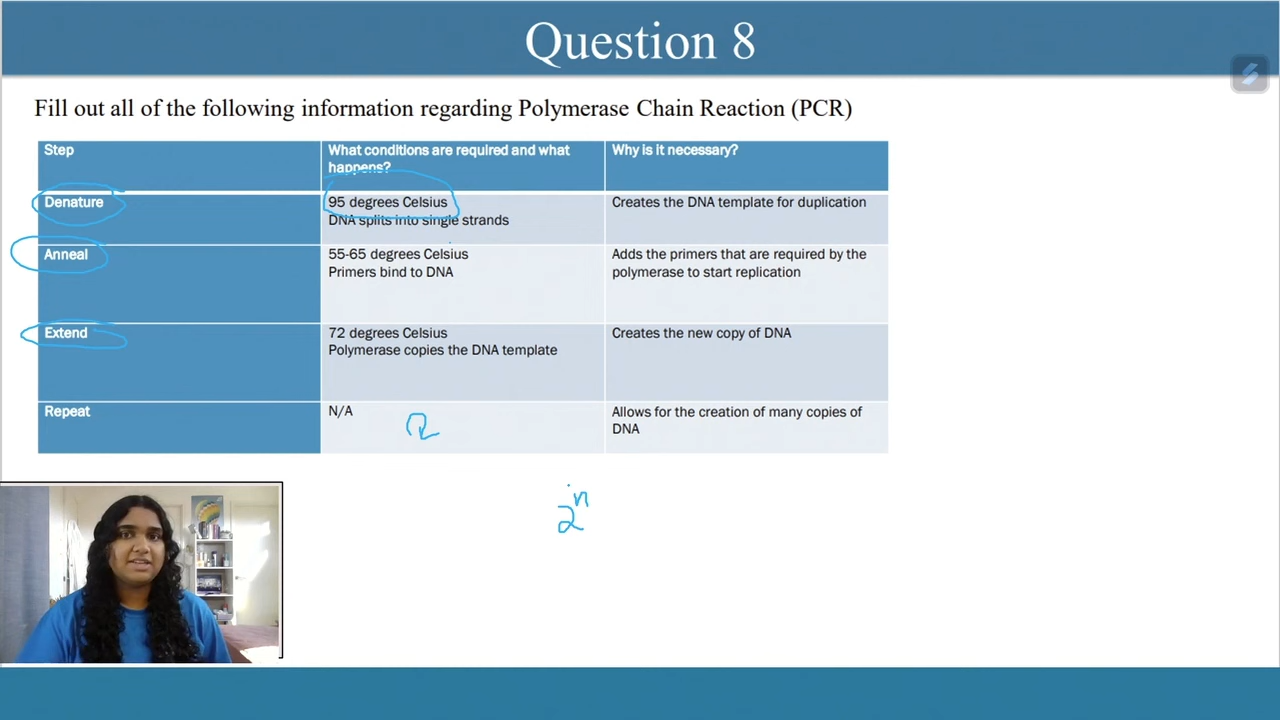 Question 8
Fill out all of the following information regarding Polymerase Chain Reaction (PCR)
Step
What conditions are required and what
happens?
Why is it necessary?
Denature
95 degrees Celsius
DNA splits into single strands
Creates the DNA template for duplication
Anneal
55-65 degrees Celsius
Primers bind to DNA
Adds the primers that are required by the
polymerase to start replication
Extend
72 degrees Celsius
Polymerase copies the DNA template
Creates the new copy of DNA
Repeat
N/A
Allows for the creation of many copies of
DNA
2ⁿ